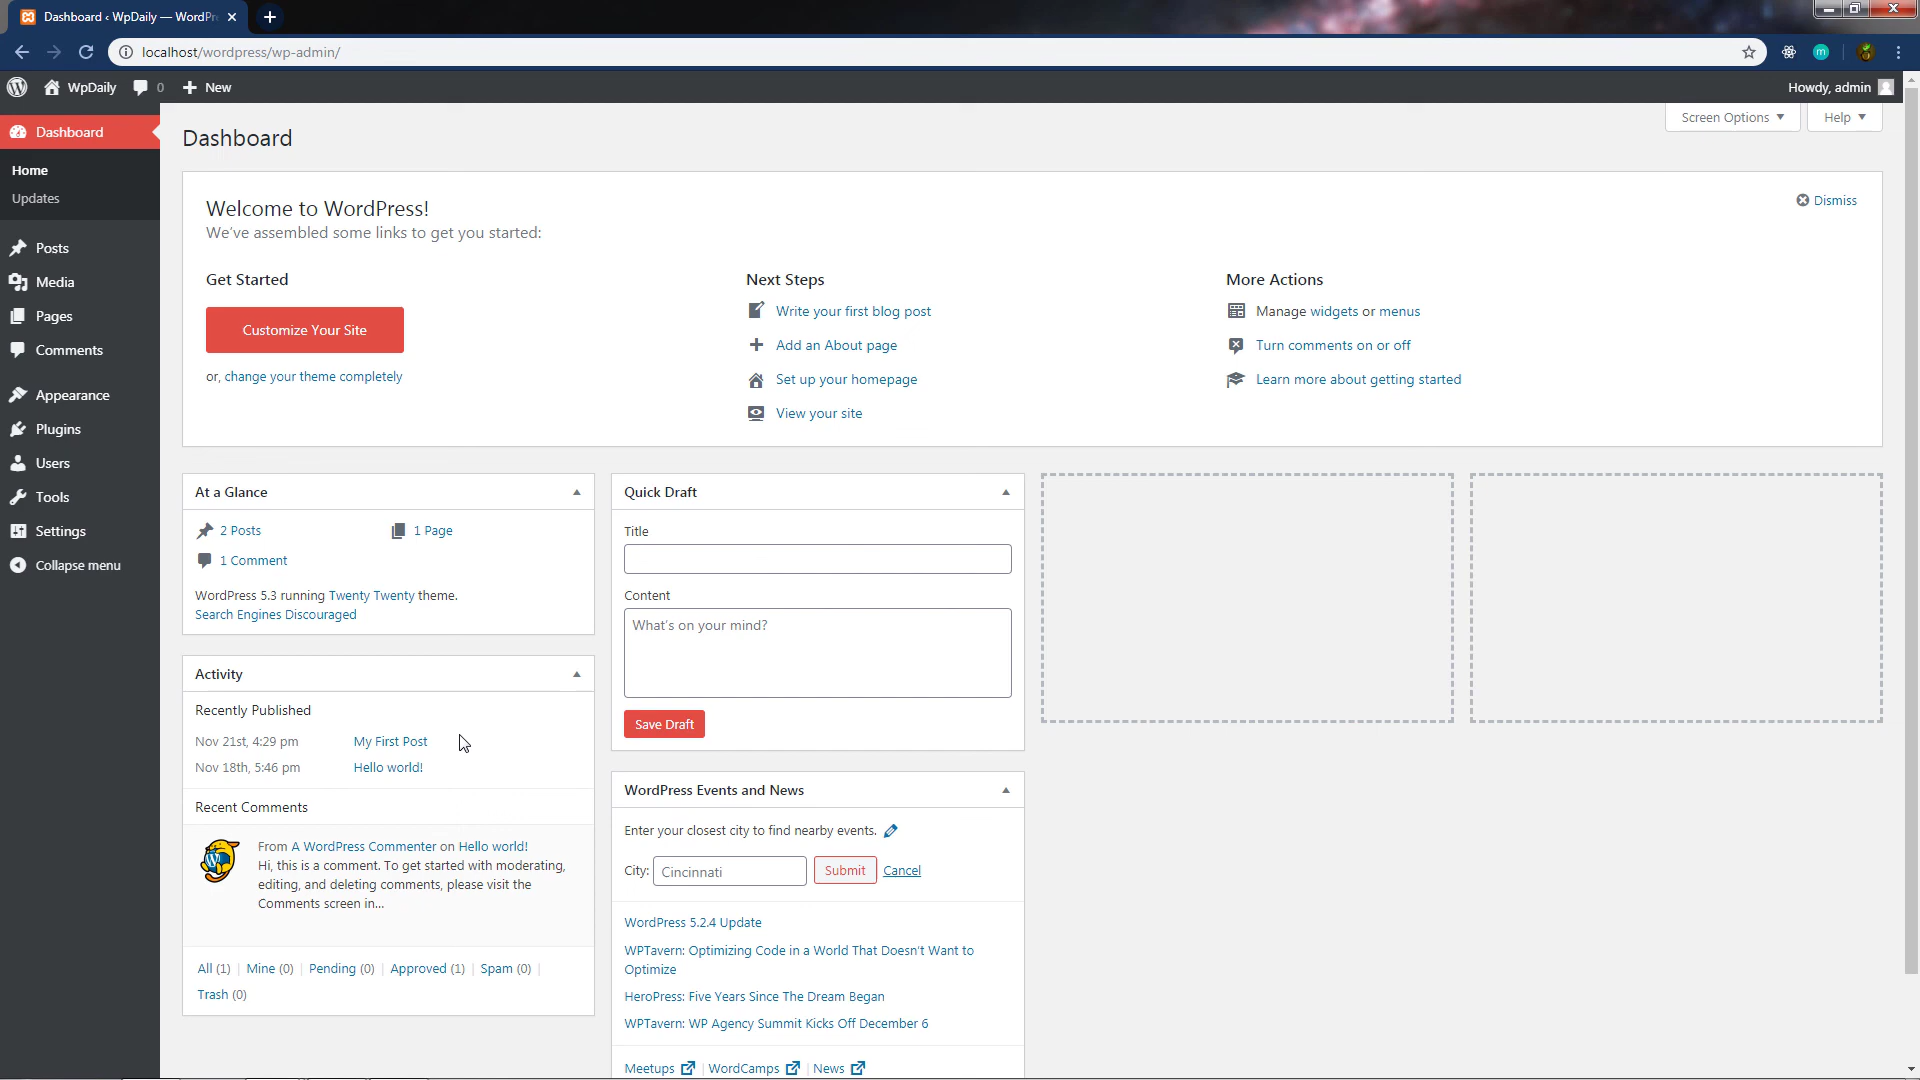 Dashboard ‹ WpDaily — WordPr
localhost/wordpress/wp-admin/
m
WpDaily
0
New
Howdy, admin
Dashboard
Home
Updates
Posts
Media
Pages
Comments
Appearance
Plugins
Users
Tools
Settings
Collapse menu
Dashboard
Screen Options
Help
Welcome to WordPress!
We've assembled some links to get you started:
Dismiss
Get Started
Customize Your Site
or, change your theme completely
Next Steps
Write your first blog post
Add an About page
Set up your homepage
View your site
More Actions
Manage widgets or menus
Turn comments on or off
Learn more about getting started
At a Glance
2 Posts
1 Page
1 Comment
WordPress 5.3 running Twenty Twenty theme.
Search Engines Discouraged
Activity
Recently Published
Nov 21st, 4:29 pm My First Post
Nov 18th, 5:46 pm Hello world!
Recent Comments
From A WordPress Commenter on Hello world!
Hi, this is a comment. To get started with moderating,
editing, and deleting comments, please visit the
Comments screen in...
All (1) | Mine (0) | Pending (0) | Approved (1) | Spam (0) |
Trash (0)
Quick Draft
Title
Content
What's on your mind?
Save Draft
WordPress Events and News
Enter your closest city to find nearby events.
City: Cincinnati Submit Cancel
WordPress 5.2.4 Update
WPTavern: Optimizing Code in a World That Doesn't Want to
Optimize
HeroPress: Five Years Since The Dream Began
WPTavern: WP Agency Summit Kicks Off December 6
Meetups | WordCamps | News